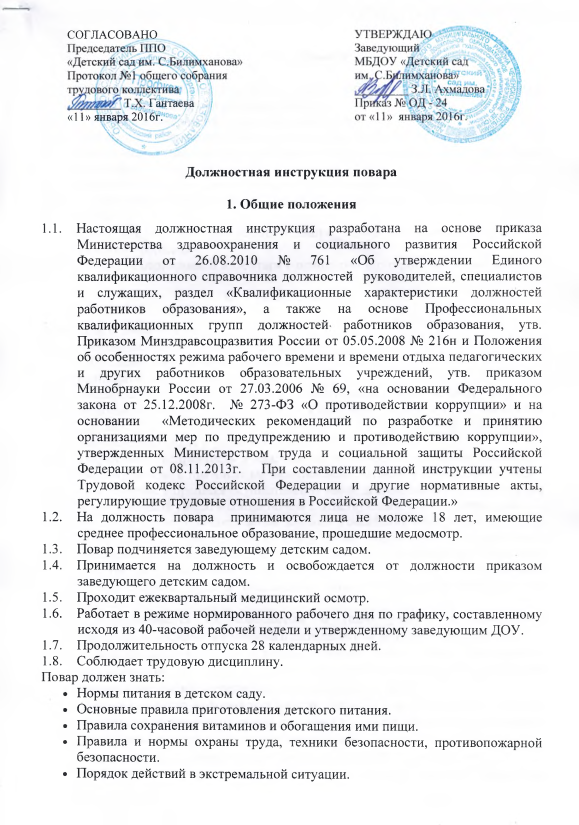 СОГЛАСОВАНО
Председатель ППО
«Детский сад им. С.Билимханова»
Протокол №1 общего собрания
трудового коллектива
Т.Х. Гантаева
«11» января 2016г.
УТВЕРЖДАЮ
Заведующий
МБДОУ «Детский сад
им. С.Билимханова»
З.Л. Ахмадова
Приказ № ОД - 24
от «11» января 2016г.
Должностная инструкция повара
1. Общие положения
1.1. Настоящая должностная инструкция разработана на основе приказа
Министерства здравоохранения и социального развития Российской
Федерации от 26.08.2010 № 761 «Об утверждении Единого
квалификационного справочника должностей руководителей, специалистов
и служащих, раздел «Квалификационные характеристики должностей
работников образования», а также на основе Профессиональных
квалификационных групп должностей работников образования, утв.
Приказом Минздравсоцразвития России от 05.05.2008 № 216н и Положения
об особенностях режима рабочего времени и времени отдыха педагогических
и других работников образовательных учреждений, утв. приказом
Минобрнауки России от 27.03.2006 № 69, «на основании Федерального
закона от 25.12.2008г. № 273-ФЗ «О противодействии коррупции» и на
основании «Методических рекомендаций по разработке и принятию
организациями мер по предупреждению и противодействию коррупции»,
утвержденных Министерством труда и социальной защиты Российской
Федерации от 08.11.2013г. При составлении данной инструкции учтены
Трудовой кодекс Российской Федерации и другие нормативные акты,
регулирующие трудовые отношения в Российской Федерации.»
1.2. На должность повара принимаются лица не моложе 18 лет, имеющие
среднее профессиональное образование, прошедшие медосмотр.
1.3. Повар подчиняется заведующему детским садом.
1.4. Принимается на должность и освобождается от должности приказом
заведующего детским садом.
1.5. Проходит ежеквартальный медицинский осмотр.
1.6. Работает в режиме нормированного рабочего дня по графику, составленному
исходя из 40-часовой рабочей недели и утвержденному заведующим ДОУ.
1.7. Продолжительность отпуска 28 календарных дней.
1.8. Соблюдает трудовую дисциплину.
Повар должен знать:
• Нормы питания в детском саду.
• Основные правила приготовления детского питания.
• Правила сохранения витаминов и обогащения ими пищи.
• Правила и нормы охраны труда, техники безопасности, противопожарной
безопасности.
• Порядок действий в экстремальной ситуации.